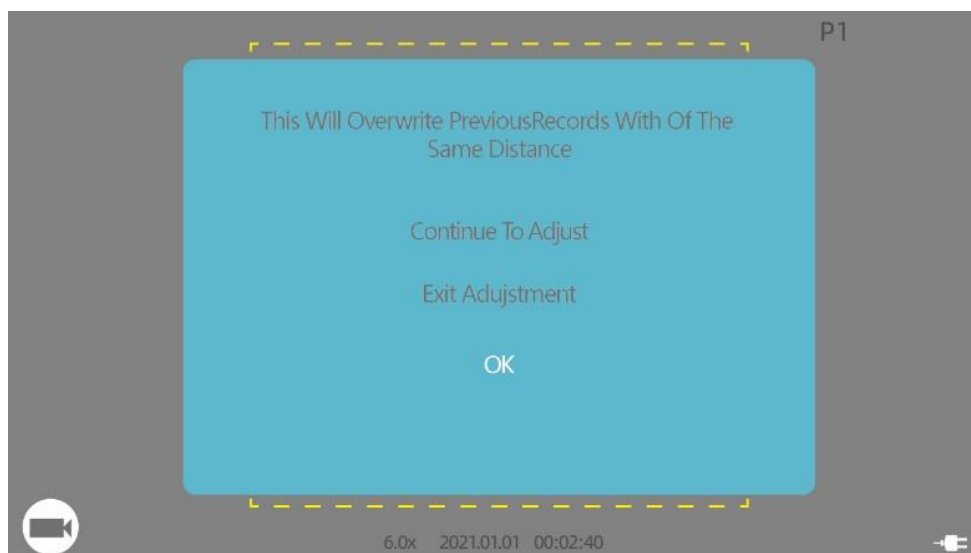 P1
This Will Overwrite PreviousRecords With Of The
Same Distance
Continue To Adjust
Exit Adujstment
OK
6.0x 2021.01.01 00:02:40